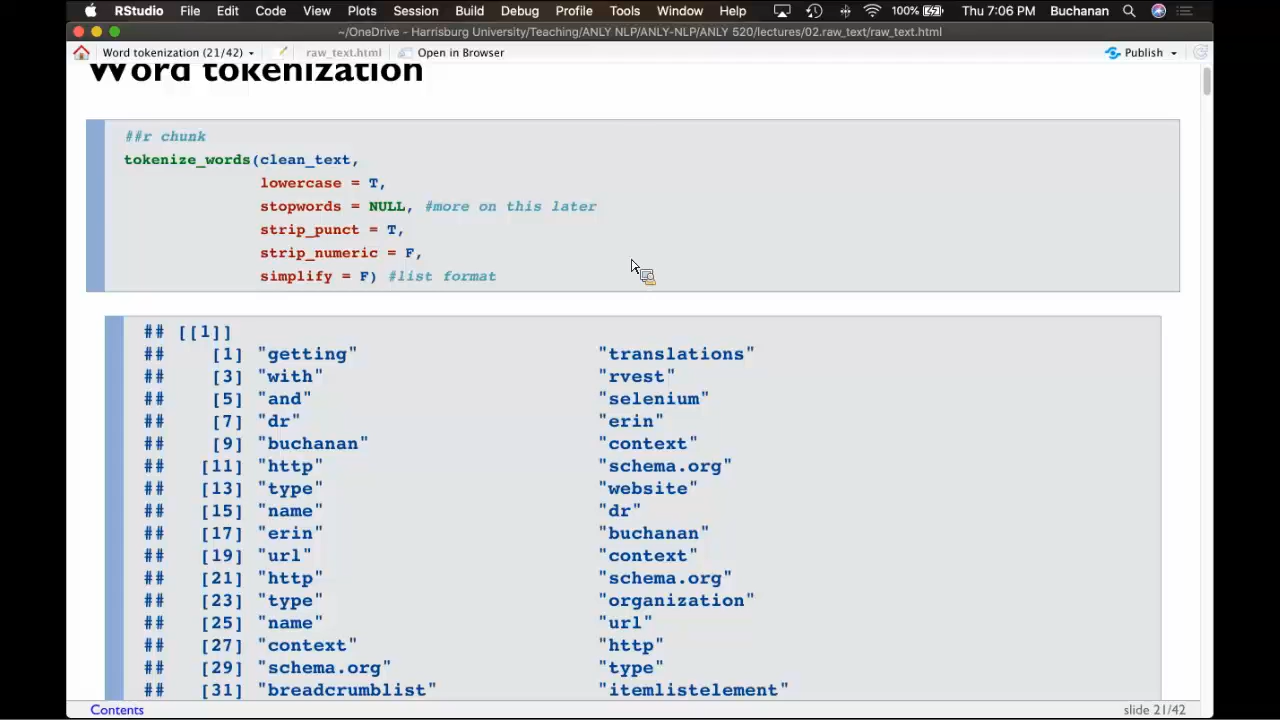 RStudio File Edit Code View Plots Session Build Debug Profile Tools Window Help 100% Thu 7:06 PM Buchanan
~/OneDrive - Harrisburg University/Teaching/ANLY NLP/ANLY-NLP/ANLY 520/lectures/02.raw_text/raw_text.html
Word tokenization (21/42) raw_text.html Open in Browser Publish
Word tokenization
##r chunk
tokenize_words(clean_text,
lowercase = T,
stopwords = NULL, #more on this later
strip_punct = T,
strip_numeric = F,
simplify = F) #list format
## [[1]]
## [1] "getting" "translations"
## [3] "with" "rvest"
## [5] "and" "selenium"
## [7] "dr" "erin"
## [9] "buchanan" "context"
## [11] "http" "schema.org"
## [13] "type" "website"
## [15] "name" "dr"
## [17] "erin" "buchanan"
## [19] "url" "context"
## [21] "http" "schema.org"
## [23] "type" "organization"
## [25] "name" "url"
## [27] "context" "http"
## [29] "schema.org" "type"
## [31] "breadcrumblist" "itemlistelement"
Contents slide 21/42